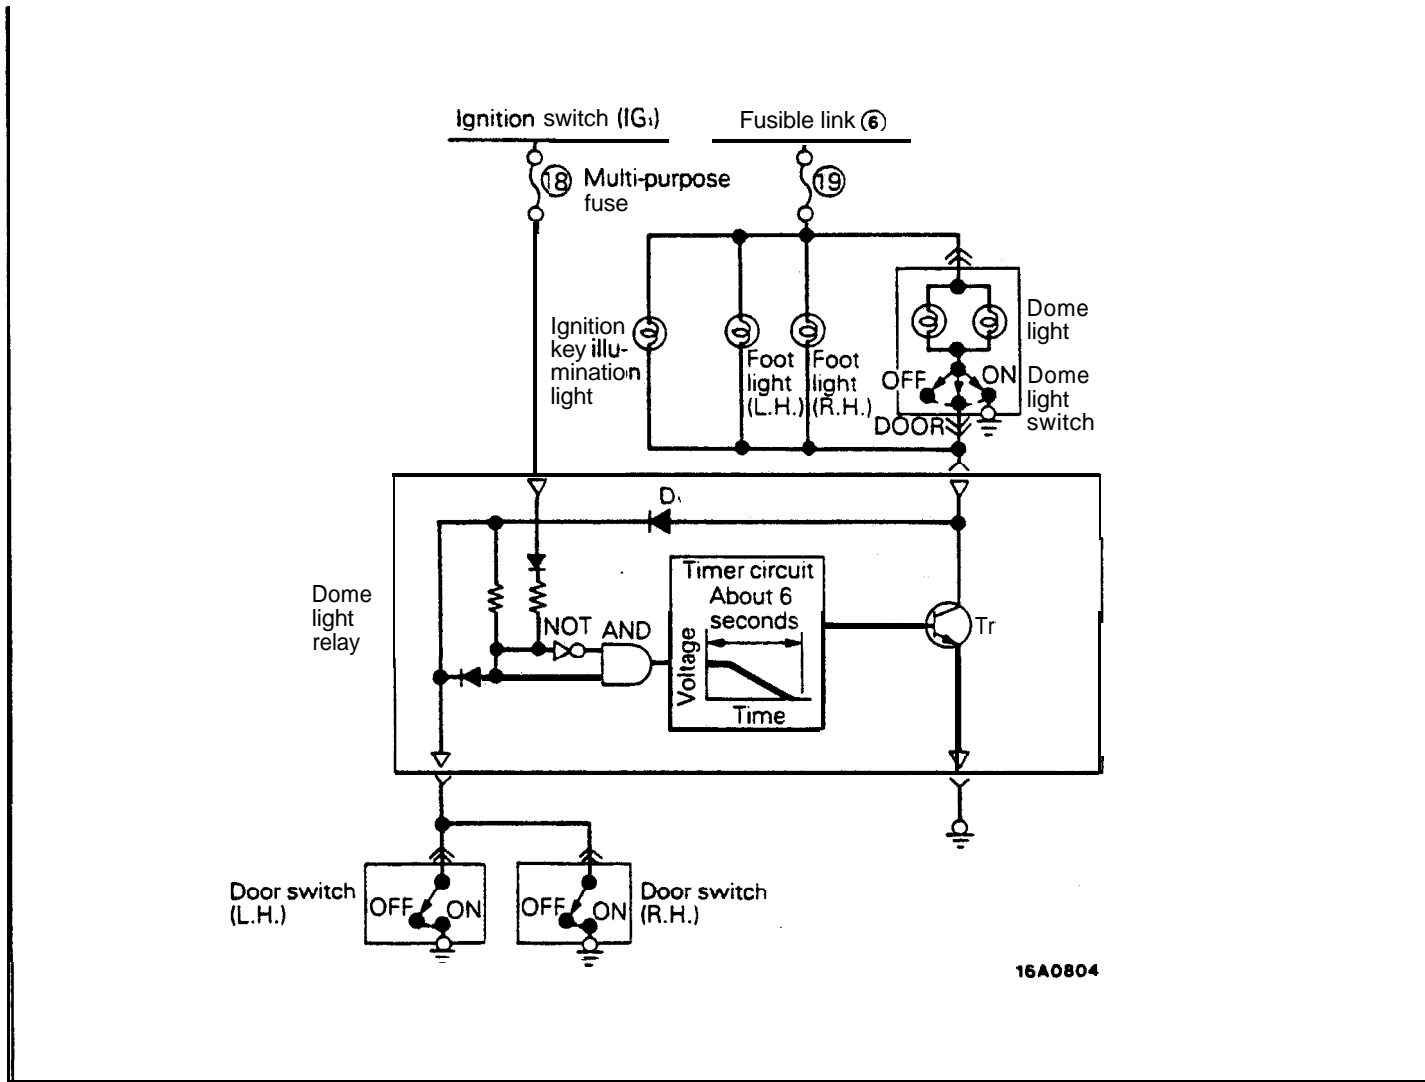 Ignition switch (IG₁)
Fusible link ⑥
⑱ Multi-purpose
fuse
⑲
Ignition
key illu-
mination
light
Foot
light
(L.H.)
Foot
light
(R.H.)
Dome
light
OFF
ON
Dome
light
switch
DOOR
D₁
Dome
light
relay
NOT
AND
Timer circuit
About 6
seconds
Voltage
Time
Tr
Door switch
(L.H.)
OFF
ON
OFF
ON
Door switch
(R.H.)
16A0804